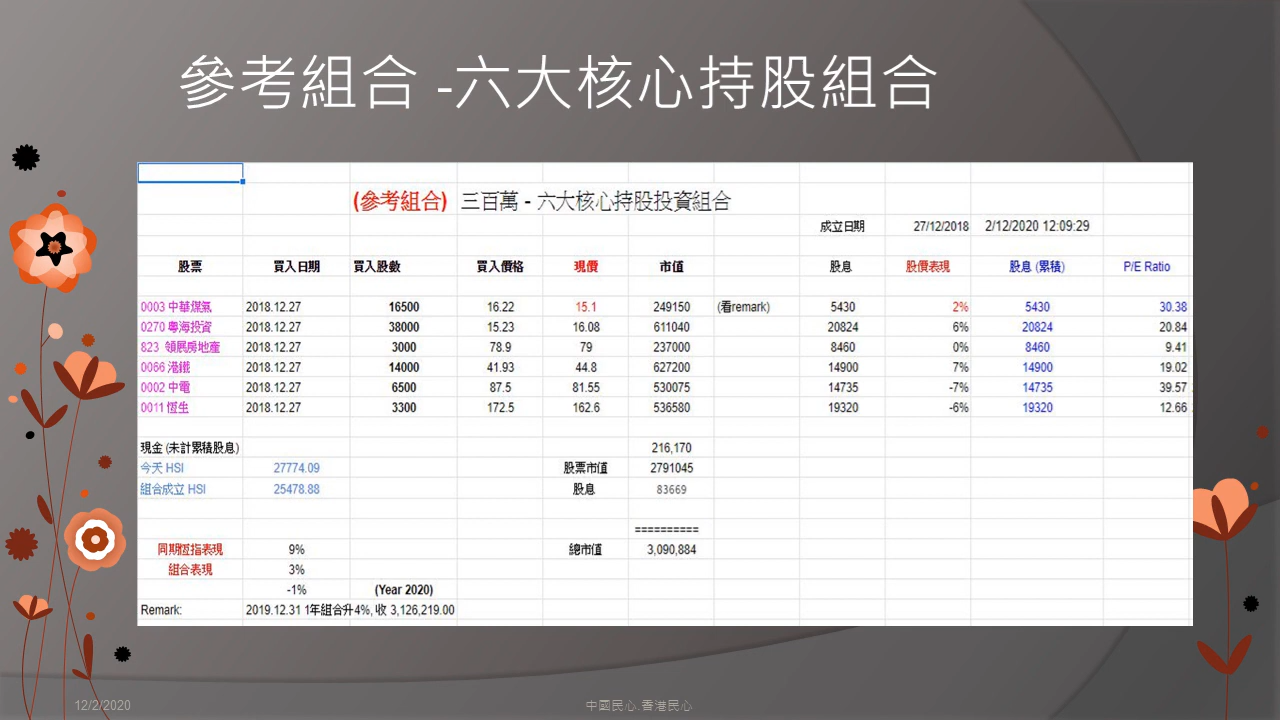 參考組合 -六大核心持股組合
(參考組合) 三百萬 - 六大核心持股投資組合
成立日期 27/12/2018 2/12/2020 12:09:29
股票 買入日期 買入股數 買入價格 現價 市值 股息 股價表現 股息 (累積) P/E Ratio
0003 中華煤氣 2018.12.27 16500 16.22 15.1 249150 (看remark) 5430 2% 5430 30.38
0270 粵海投資 2018.12.27 38000 15.23 16.08 611040 20824 6% 20824 20.84
823 領展房地產 2018.12.27 3000 78.9 79 237000 8460 0% 8460 9.41
0066 港鐵 2018.12.27 14000 41.93 44.8 627200 14900 7% 14900 19.02
0002 中電 2018.12.27 6500 87.5 81.55 530075 14735 -7% 14735 39.57
0011 恆生 2018.12.27 3300 172.5 162.6 536580 19320 -6% 19320 12.66
現金 (未計累積股息) 216,170
今天 HSI 27774.09 股票市值 2791045
組合成立 HSI 25478.88 股息 83669
==========
同期恆指表現 9% 總市值 3,090,884
組合表現 3%
-1% (Year 2020)
Remark: 2019.12.31 1年組合升4%, 收 3,126,219.00
12/2/2020 中國民心.香港民心